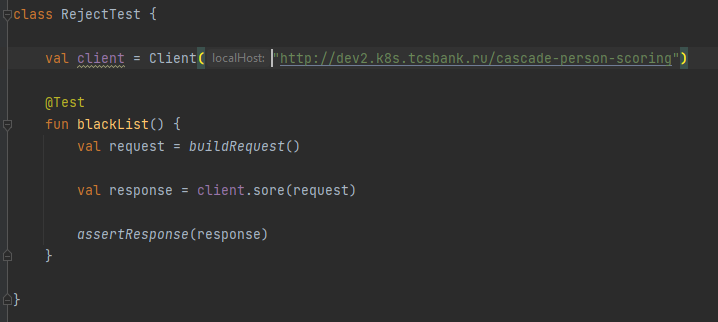 class RejectTest {
val client = Client( localHost: "http://dev2.k8s.tcsbank.ru/cascade-person-scoring")
@Test
fun blackList() {
val request = buildRequest()
val response = client.sore(request)
assertResponse(response)
}
}